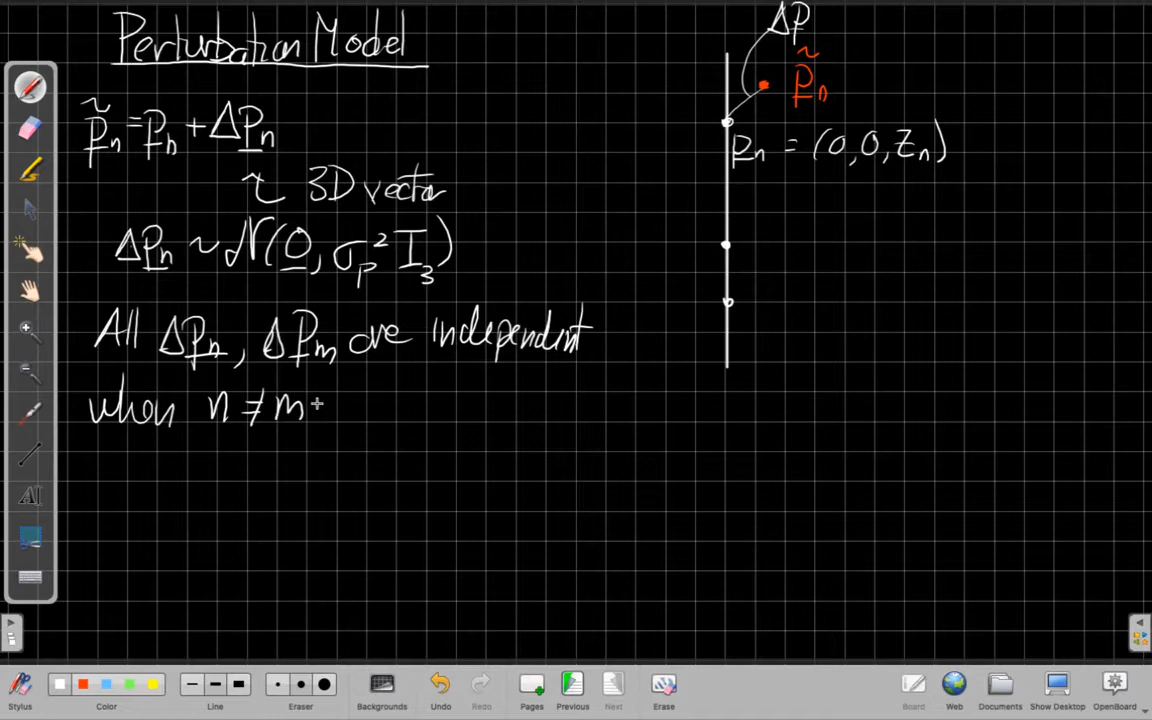 Perturbation Model
p̃n = pn + Δpn
~ 3D vector
Δpn ~ N(0, σp² I3)
All Δpn, Δpm are independent
when n ≠ m
Δp
p̃n
pn = (0,0,zn)
Stylus
Color
Line
Eraser
Backgrounds
Undo
Redo
Pages
Previous
Next
Erase
Board
Web
Documents
Show Desktop
OpenBoard